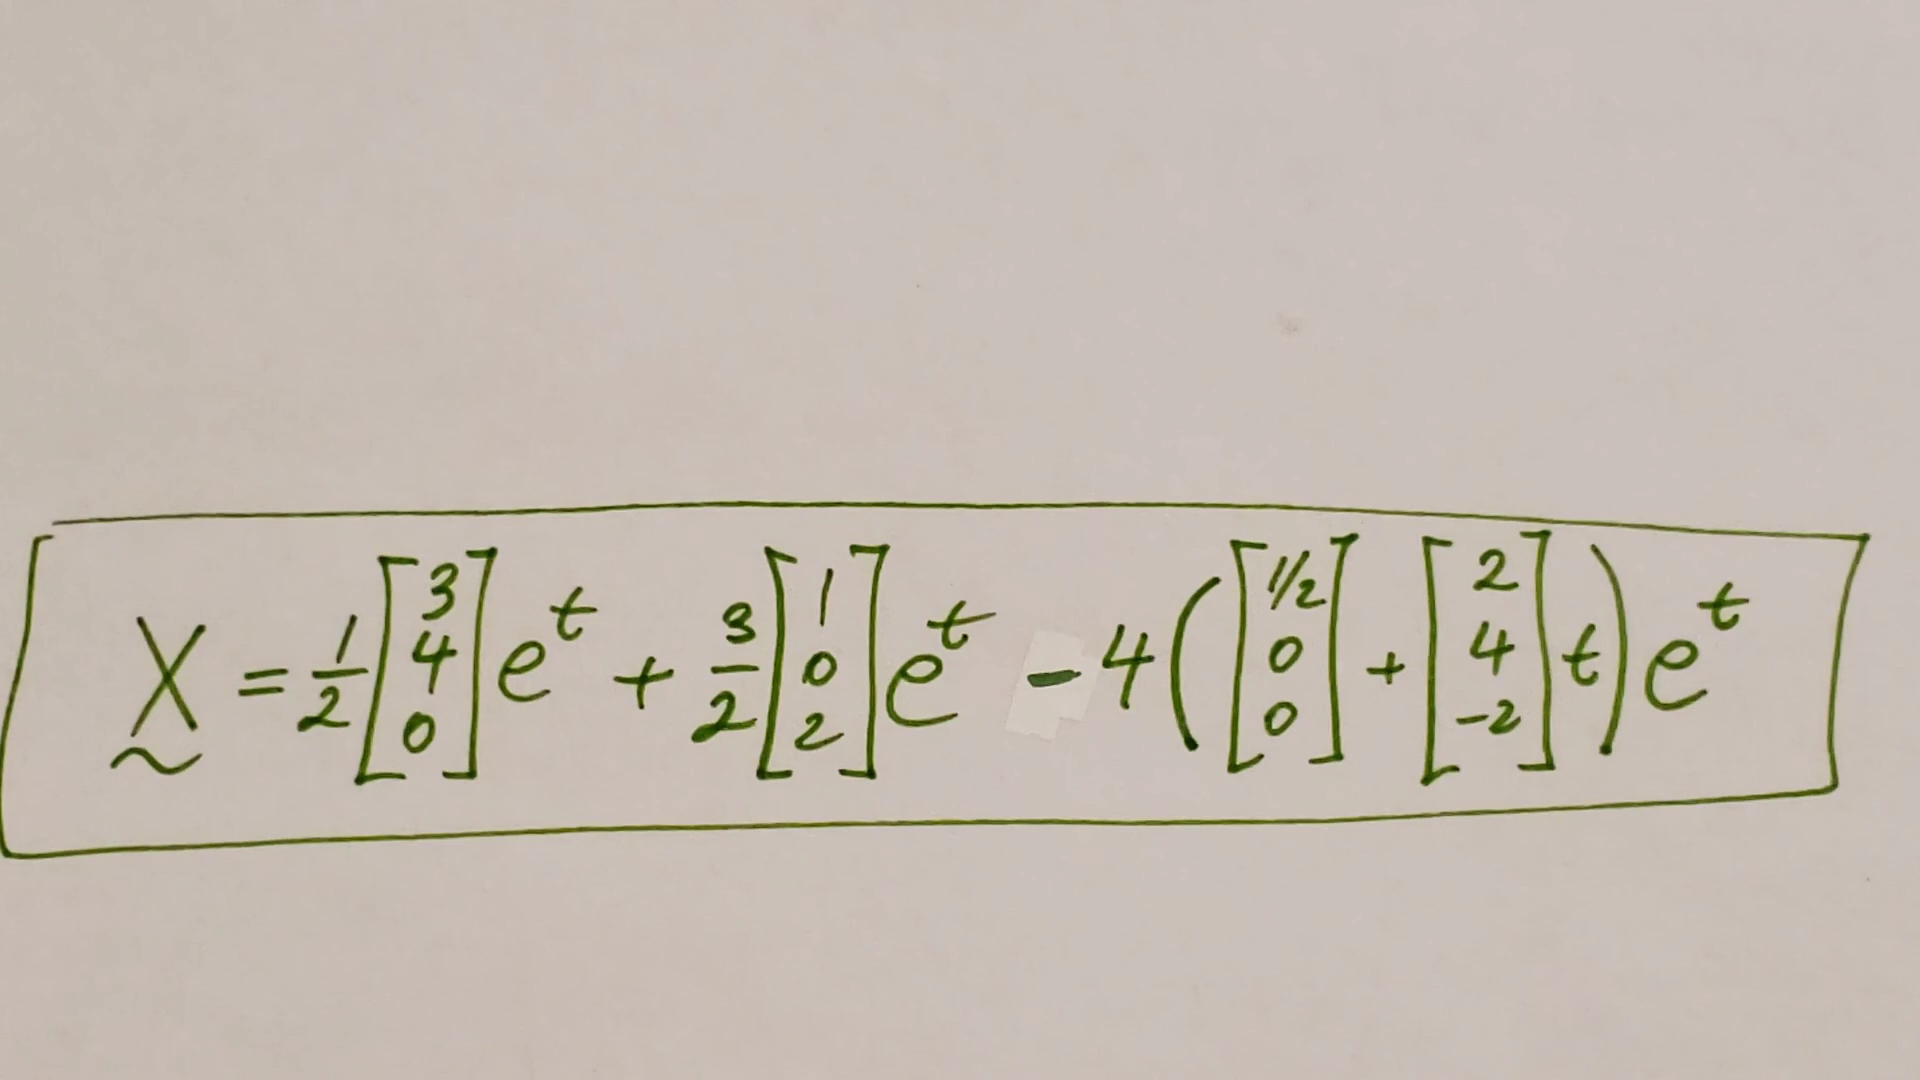 X̰ = 1/2 [3 4 0] e^t + 3/2 [1 0 2] e^t - 4 ( [1/2 0 0] + [2 4 -2] t ) e^t